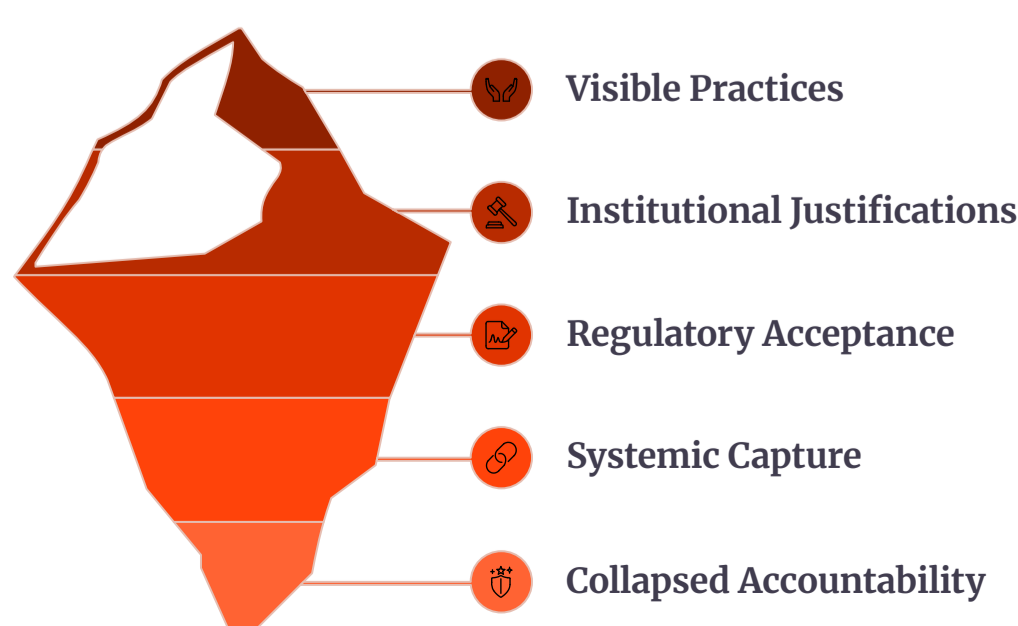 Visible Practices
Institutional Justifications
Regulatory Acceptance
Systemic Capture
Collapsed Accountability